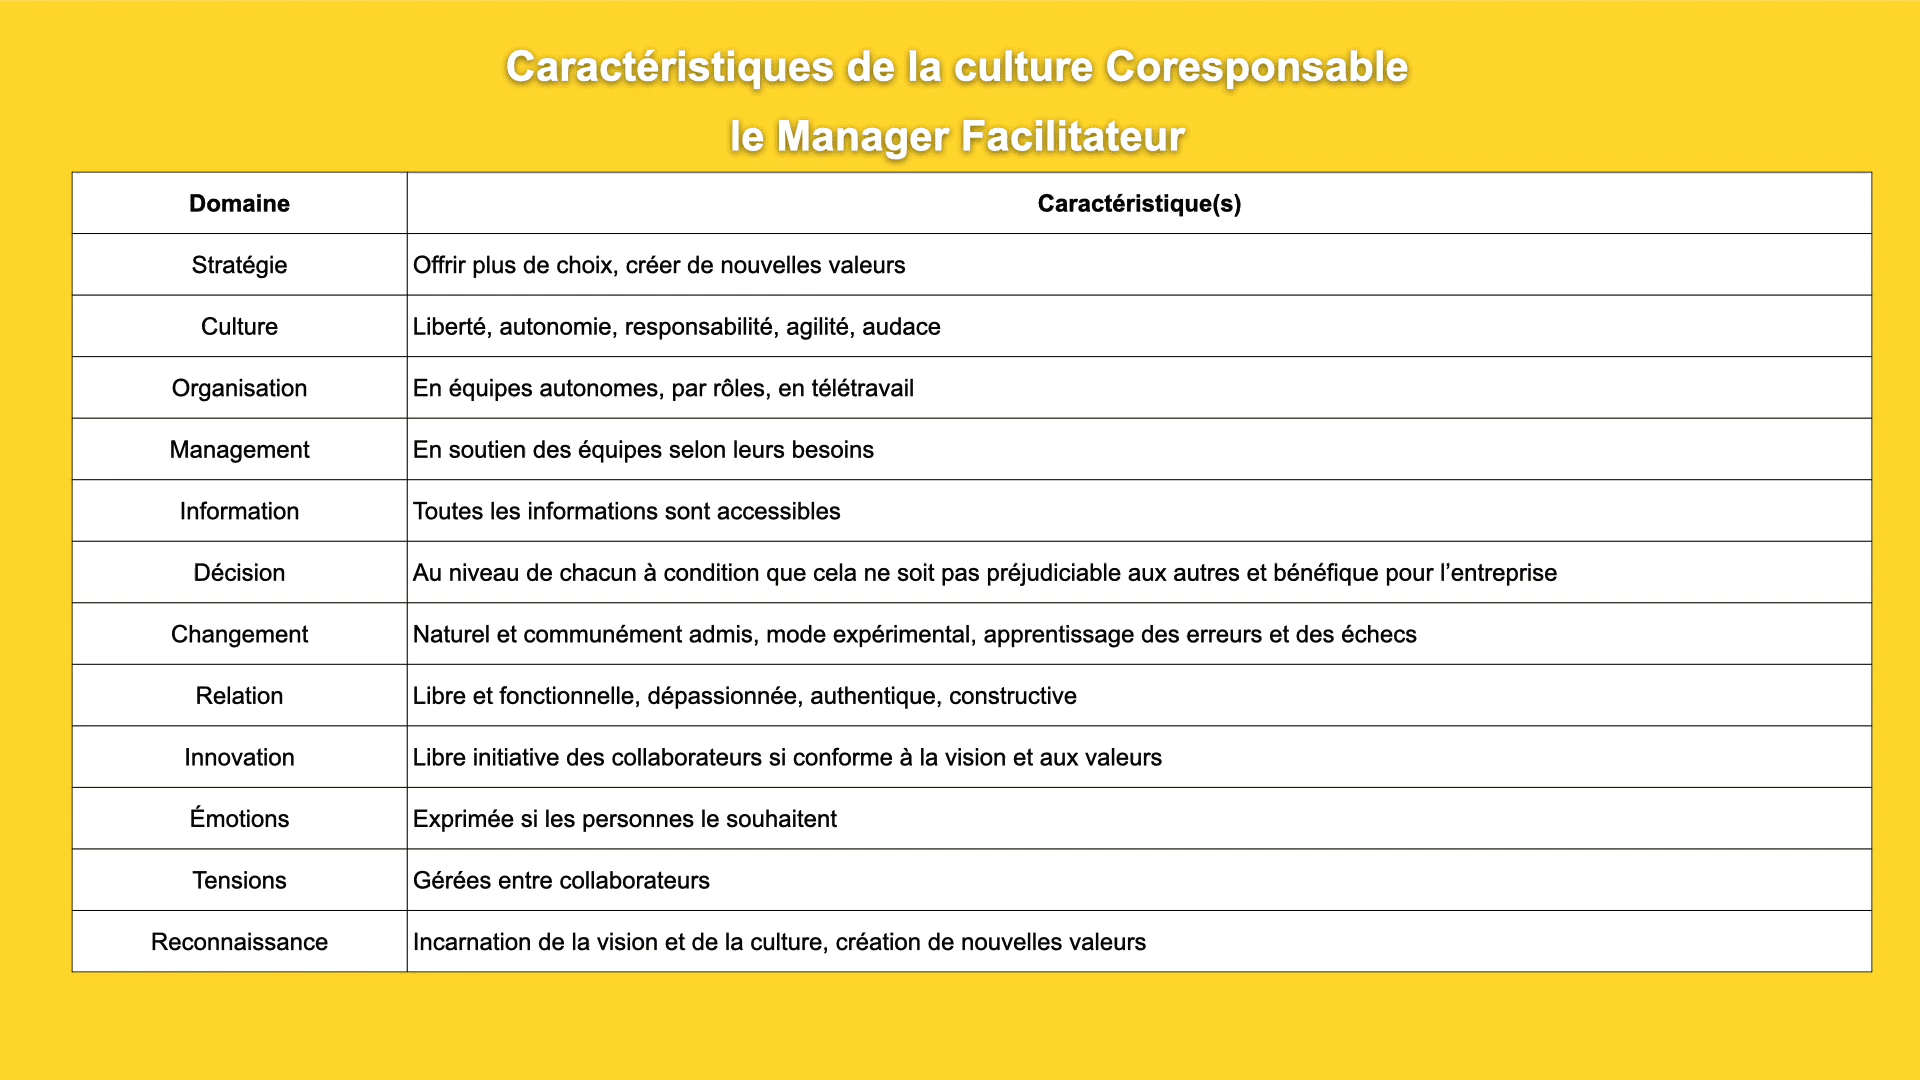 Caractéristiques de la culture Coresponsable
le Manager Facilitateur
Domaine Caractéristique(s)
Stratégie Offrir plus de choix, créer de nouvelles valeurs
Culture Liberté, autonomie, responsabilité, agilité, audace
Organisation En équipes autonomes, par rôles, en télétravail
Management En soutien des équipes selon leurs besoins
Information Toutes les informations sont accessibles
Décision Au niveau de chacun à condition que cela ne soit pas préjudiciable aux autres et bénéfique pour l’entreprise
Changement Naturel et communément admis, mode expérimental, apprentissage des erreurs et des échecs
Relation Libre et fonctionnelle, dépassionnée, authentique, constructive
Innovation Libre initiative des collaborateurs si conforme à la vision et aux valeurs
Émotions Exprimée si les personnes le souhaitent
Tensions Gérées entre collaborateurs
Reconnaissance Incarnation de la vision et de la culture, création de nouvelles valeurs